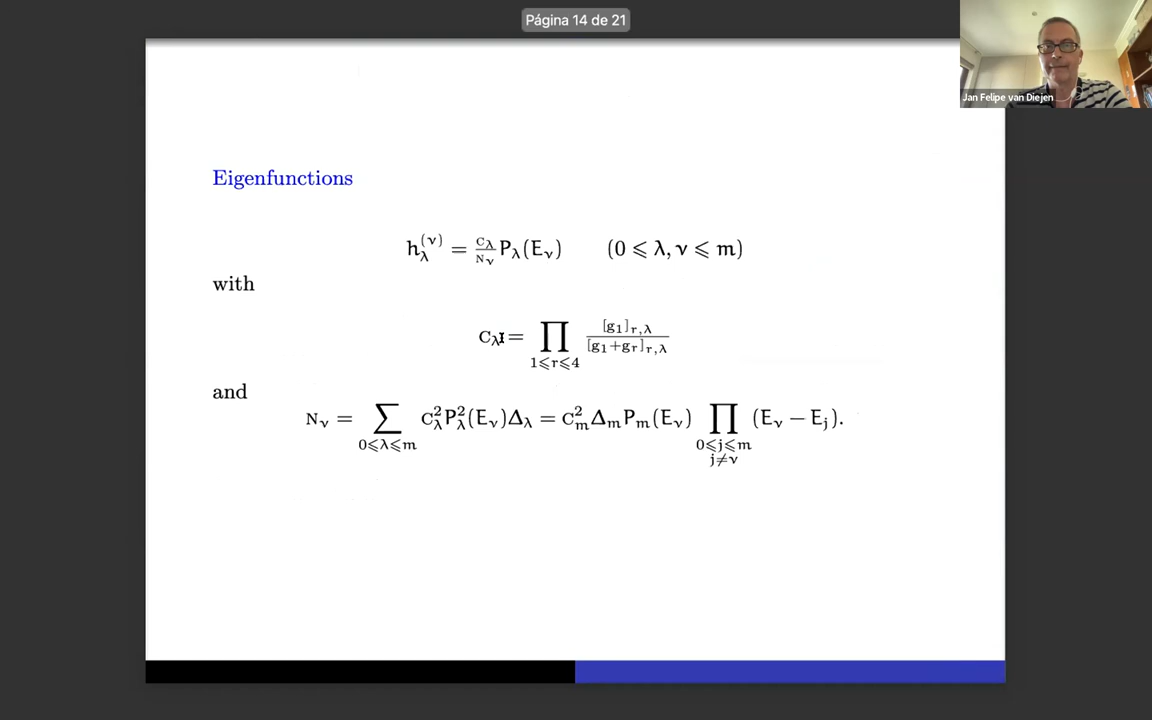 Página 14 de 21
Jan Felipe van Diejen
Eigenfunctions
h_λ^(ν) = c_λ/N_ν P_λ(E_ν) (0 ⩽ λ, ν ⩽ m)
with
c_λ = ∏_{1⩽r⩽4} [g_1]_{r,λ}/[g_1+g_r]_{r,λ}
and
N_ν = ∑_{0⩽λ⩽m} c_λ^2 P_λ^2(E_ν)Δ_λ = c_m^2 Δ_m P_m(E_ν) ∏_{0⩽j⩽m, j≠ν} (E_ν − E_j).